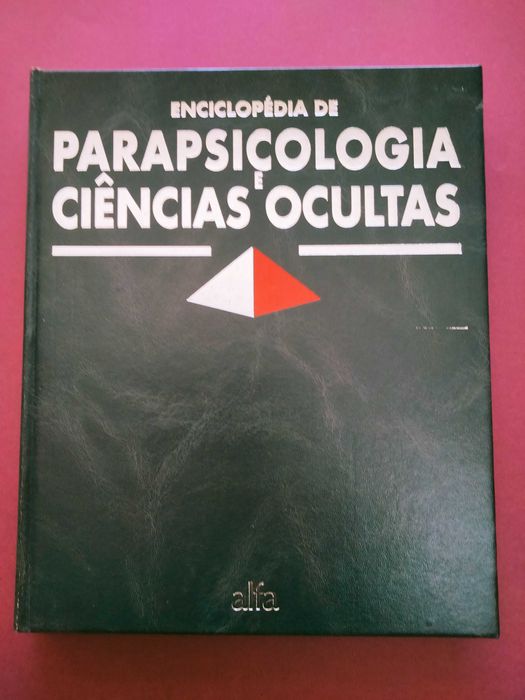 ENCICLOPÉDIA DE
PARAPSICOLOGIA
E
CIÊNCIAS OCULTAS
alfa